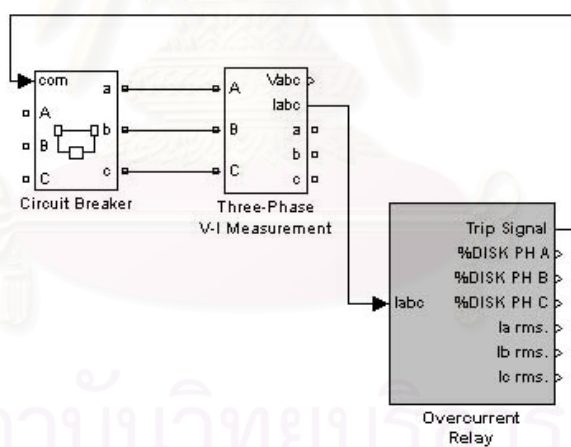 com
a
A
A
Vabc
Iabc
B
b
B
a
b
C
c
C
c
Circuit Breaker
Three-Phase
V-I Measurement
Iabc
Trip Signal
%DISK PH A
%DISK PH B
%DISK PH C
Ia rms.
Ib rms.
Ic rms.
Overcurrent
Relay